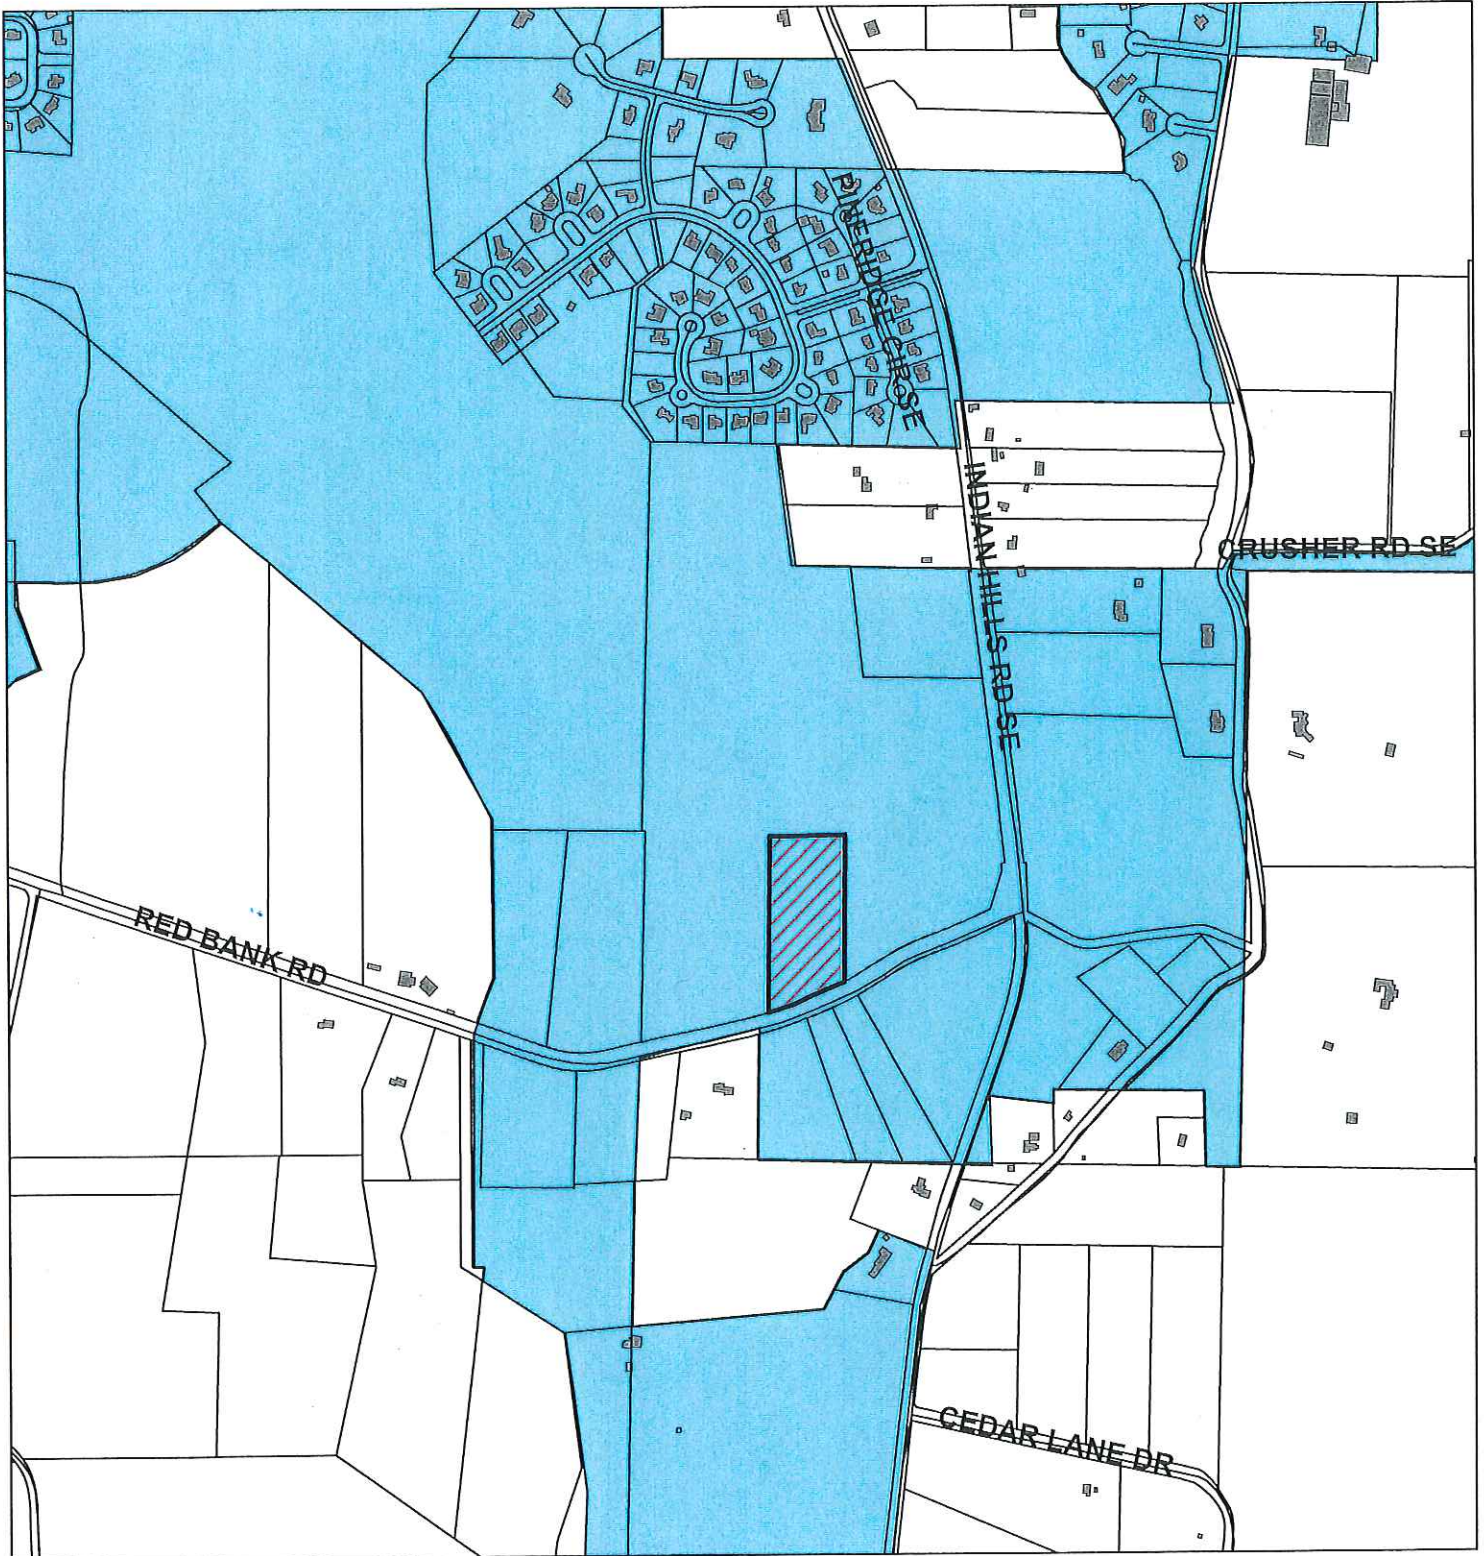 PINERIDGE CIR SE
INDIAN HILLS RD SE
CRUSHER RD SE
RED BANK RD
CEDAR LANE DR